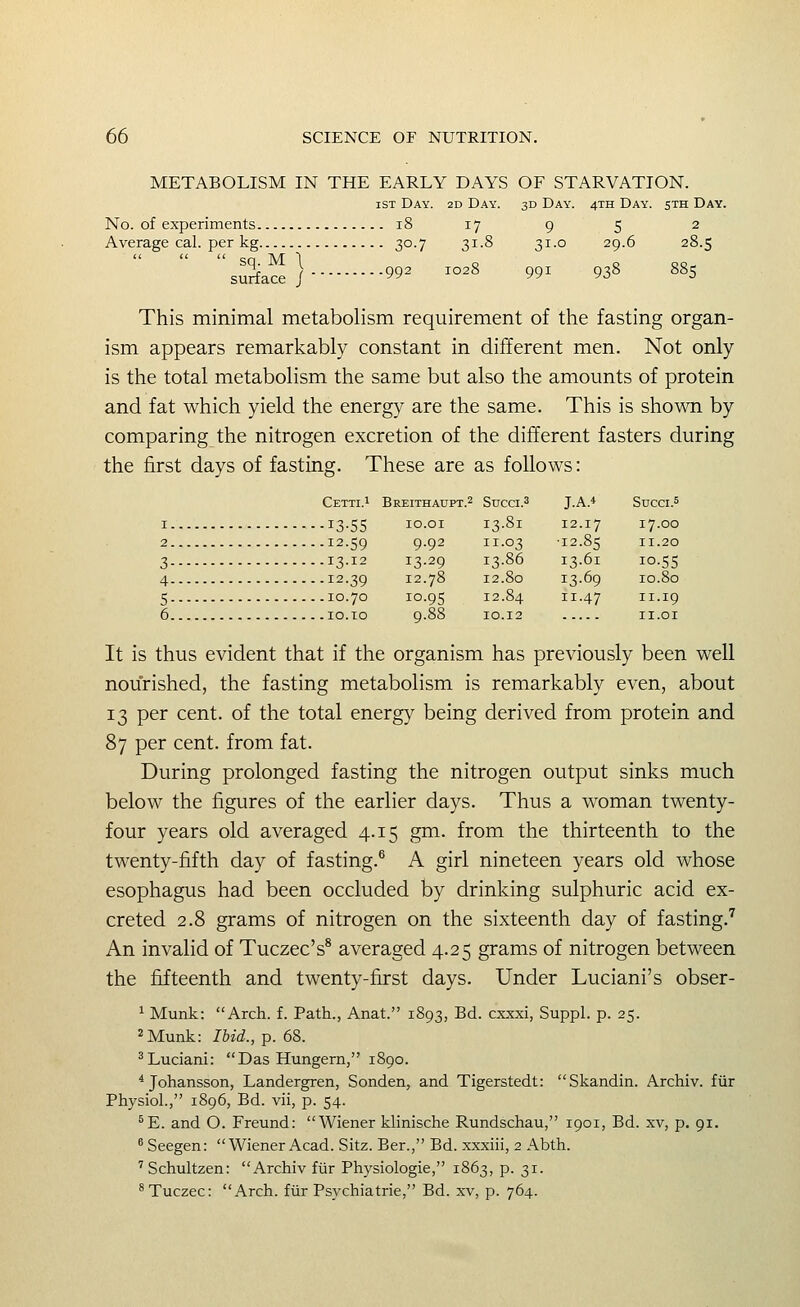 66 SCIENCE OF NUTRITION.
METABOLISM IN THE EARLY DAYS OF STARVATION.
1ST DAY. 2D DAY. 3D DAY. 4TH DAY. 5TH DAY.
No. of experiments................ 18 17 9 5 2
Average cal. per kg................ 30.7 31.8 31.0 29.6 28.5
“ “ “ sq. M } surface .........992 1028 991 938 885
This minimal metabolism requirement of the fasting organ-
ism appears remarkably constant in different men. Not only
is the total metabolism the same but also the amounts of protein
and fat which yield the energy are the same. This is shown by
comparing the nitrogen excretion of the different fasters during
the first days of fasting. These are as follows:
CETTI.¹ BREITHAUPT.² SUCCI.³ J.A.⁴ SUCCI.⁵
1..................13.55 10.01 13.81 12.17 17.00
2..................12.59 9.92 11.03 12.85 11.20
3..................13.12 13.29 13.86 13.61 10.55
4..................12.39 12.78 12.80 13.69 10.80
5..................10.70 10.95 12.84 11.47 11.19
6..................10.10 9.88 10.12 ..... 11.01
It is thus evident that if the organism has previously been well
nourished, the fasting metabolism is remarkably even, about
13 per cent. of the total energy being derived from protein and
87 per cent. from fat.
During prolonged fasting the nitrogen output sinks much
below the figures of the earlier days. Thus a woman twenty-
four years old averaged 4.15 gm. from the thirteenth to the
twenty-fifth day of fasting.⁶ A girl nineteen years old whose
esophagus had been occluded by drinking sulphuric acid ex-
creted 2.8 grams of nitrogen on the sixteenth day of fasting.⁷
An invalid of Tuczec’s⁸ averaged 4.25 grams of nitrogen between
the fifteenth and twenty-first days. Under Luciani’s obser-
¹ Munk: “Arch. f. Path., Anat.” 1893, Bd. cxxxi, Suppl. p. 25.
² Munk: Ibid., p. 68.
³ Luciani: “Das Hungern,” 1890.
⁴ Johansson, Landergren, Sonden, and Tigerstedt: “Skandin. Archiv. für
Physiol.,” 1896, Bd. vii, p. 54.
⁵ E. and O. Freund: “Wiener klinische Rundschau,” 1901, Bd. xv, p. 91.
⁶ Seegen: “Wiener Acad. Sitz. Ber.,” Bd. xxxiii, 2 Abth.
⁷ Schultzen: “Archiv für Physiologie,” 1863, p. 31.
⁸ Tuczec: “Arch. für Psychiatrie,” Bd. xv, p. 764.